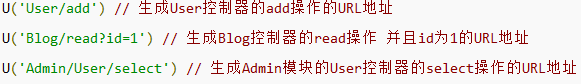 U('User/add') // 生成User控制器的add操作的URL地址
U('Blog/read?id=1') // 生成Blog控制器的read操作 并且id为1的URL地址
U('Admin/User/select') // 生成Admin模块的User控制器的select操作的URL地址